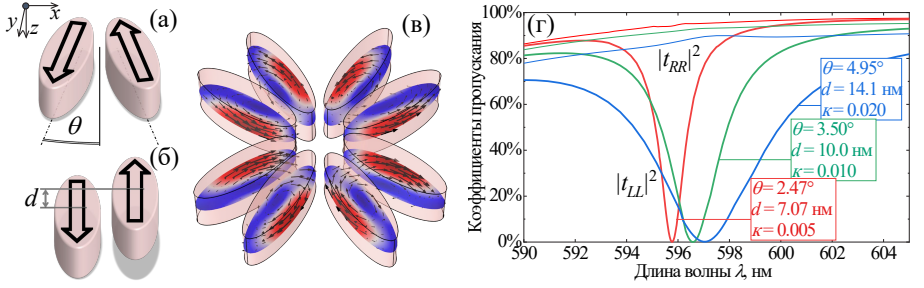 y
z
x
(а)
θ
(б)
d
(в)
(г)
Коэффициенты пропускания
100%
80%
60%
40%
20%
0%
|t_RR|²
|t_LL|²
θ = 4.95°
d = 14.1 нм
κ = 0.020
θ = 3.50°
d = 10.0 нм
κ = 0.010
θ = 2.47°
d = 7.07 нм
κ = 0.005
590 592 594 596 598 600 602 604
Длина волны λ, нм